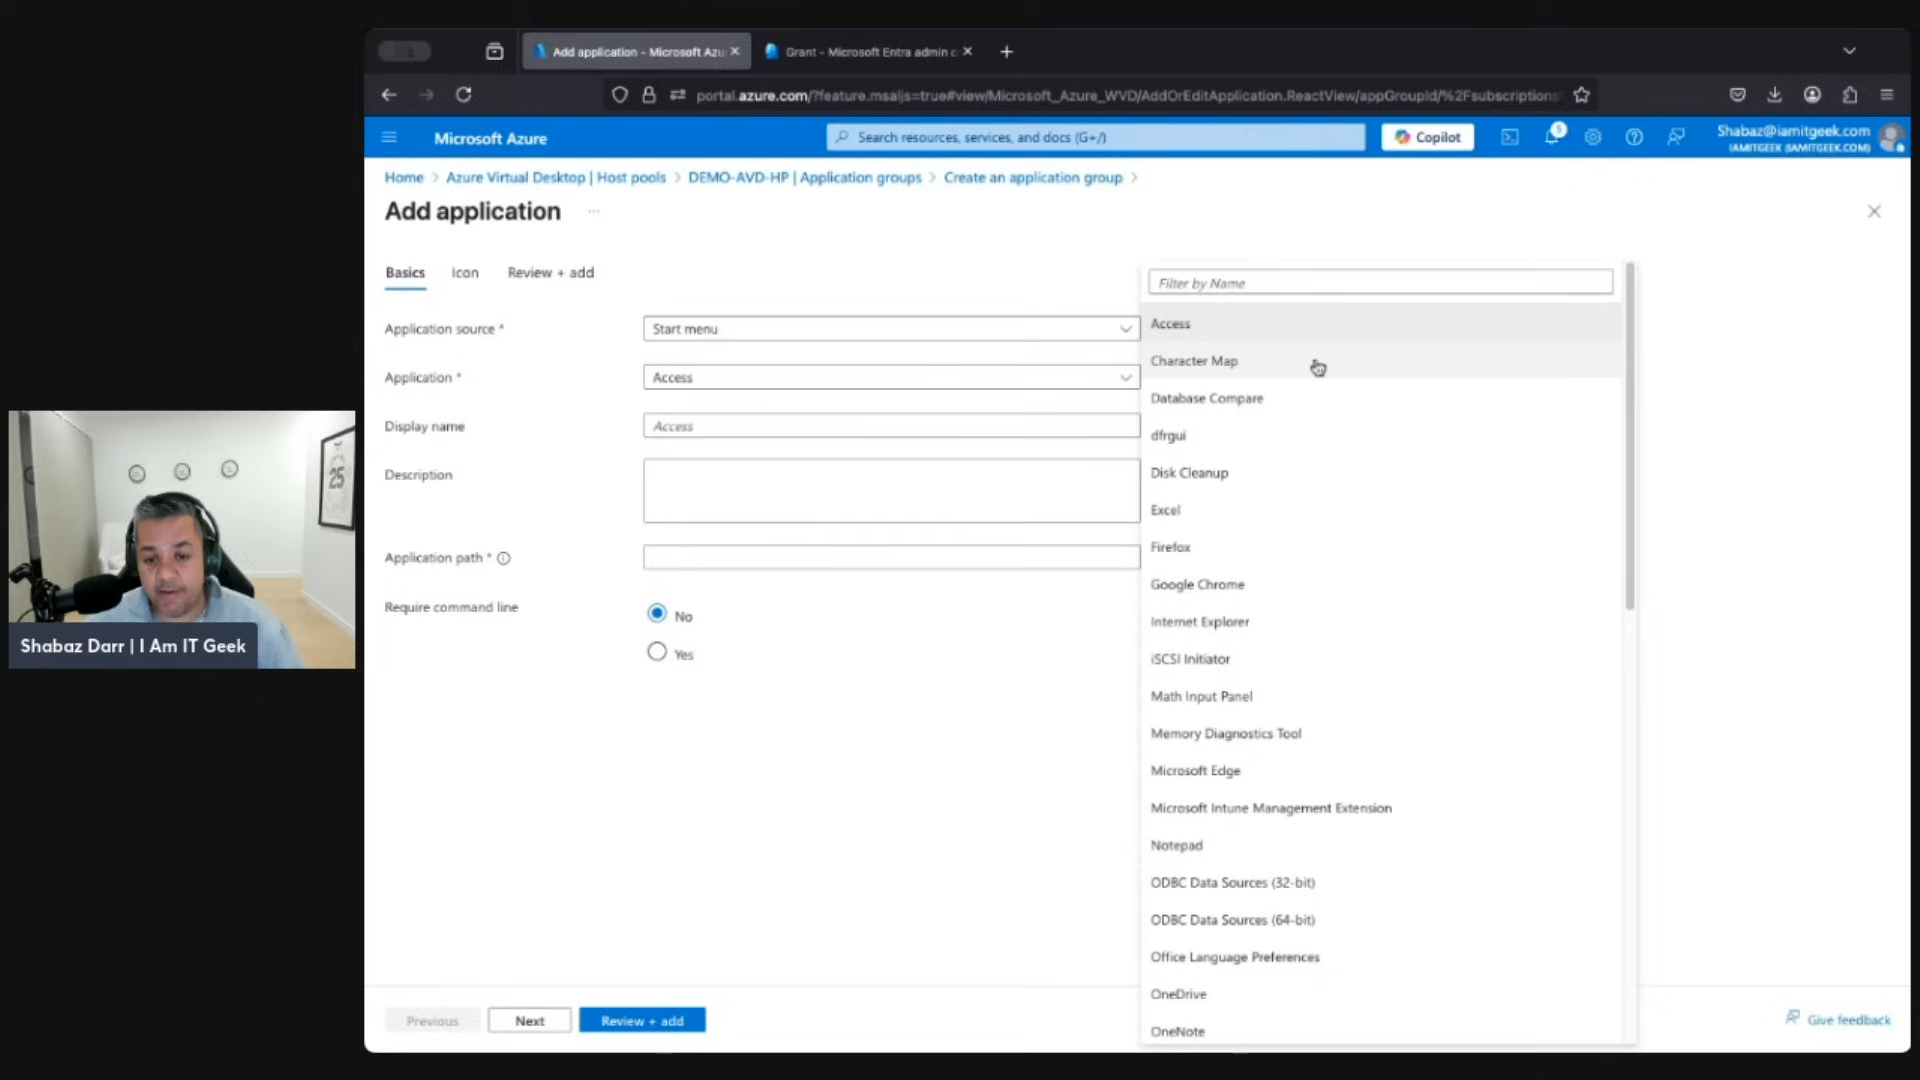 Add application - Microsoft Azu
Grant - Microsoft Entra admin c
portal.azure.com/?feature.msaljs=true#view/Microsoft_Azure_WVD/AddOrEditApplication.ReactView/appGroupId/%2Fsubscriptions
Microsoft Azure
Search resources, services, and docs (G+/)
Copilot
Shabaz@iamitgeek.com
IAMITGEEK (IAMITGEEK.COM)
Home > Azure Virtual Desktop | Host pools > DEMO-AVD-HP | Application groups > Create an application group >
Add application ...
Basics
Icon
Review + add
Application source *
Start menu
Application *
Access
Display name
Access
Description
Application path *
Require command line
No
Yes
Filter by Name
Access
Character Map
Database Compare
dfrgui
Disk Cleanup
Excel
Firefox
Google Chrome
Internet Explorer
iSCSI Initiator
Math Input Panel
Memory Diagnostics Tool
Microsoft Edge
Microsoft Intune Management Extension
Notepad
ODBC Data Sources (32-bit)
ODBC Data Sources (64-bit)
Office Language Preferences
OneDrive
OneNote
Previous
Next
Review + add
Give feedback
25
Shabaz Darr | I Am IT Geek